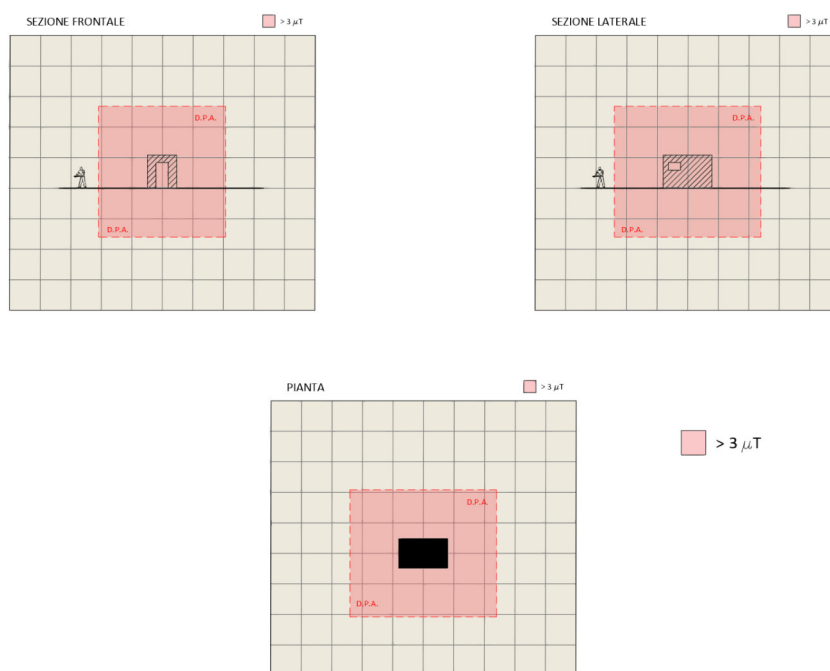 SEZIONE FRONTALE
> 3 µT
D.P.A.
D.P.A.
SEZIONE LATERALE
> 3 µT
D.P.A.
D.P.A.
PIANTA
> 3 µT
D.P.A.
D.P.A.
> 3 µT